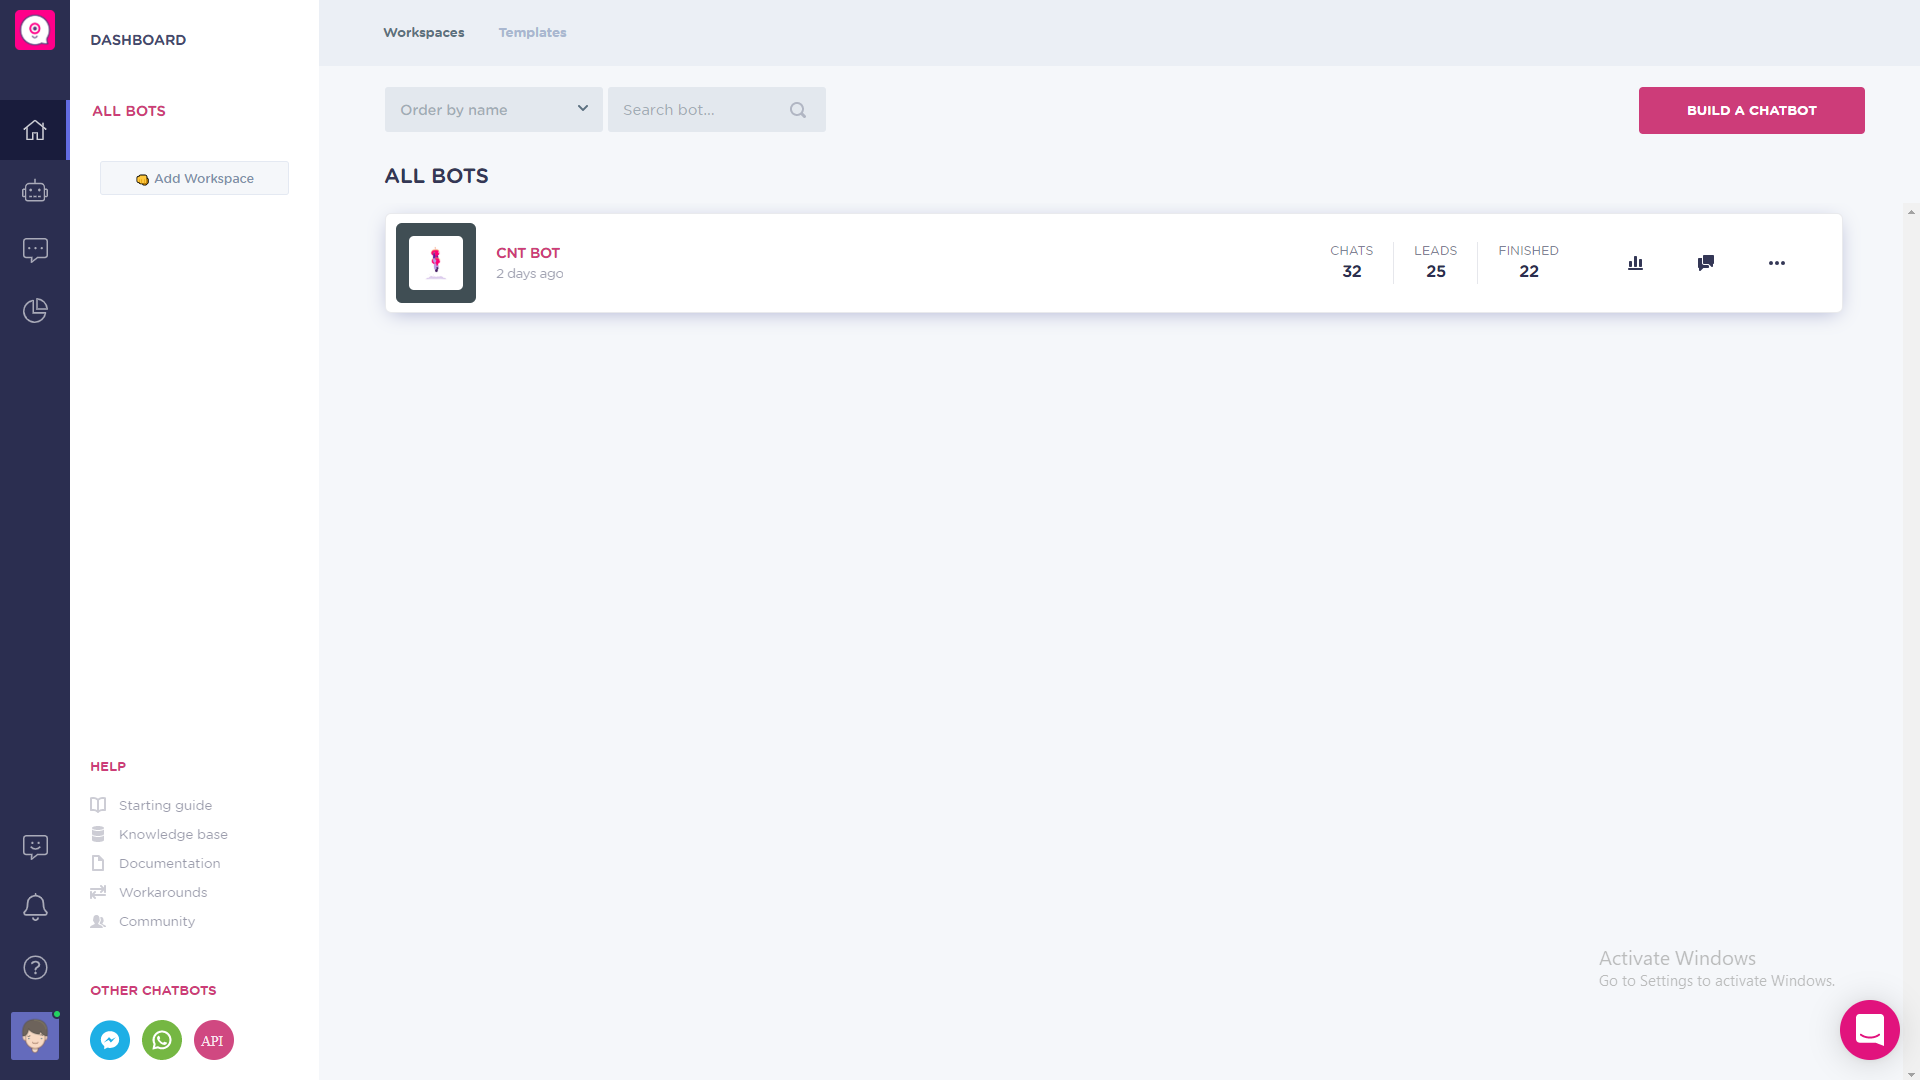 DASHBOARD
ALL BOTS
Add Workspace
HELP
Starting guide
Knowledge base
Documentation
Workarounds
Community
OTHER CHATBOTS
API
Workspaces
Templates
Order by name
Search bot...
BUILD A CHATBOT
ALL BOTS
CNT BOT
2 days ago
CHATS
32
LEADS
25
FINISHED
22
Activate Windows
Go to Settings to activate Windows.